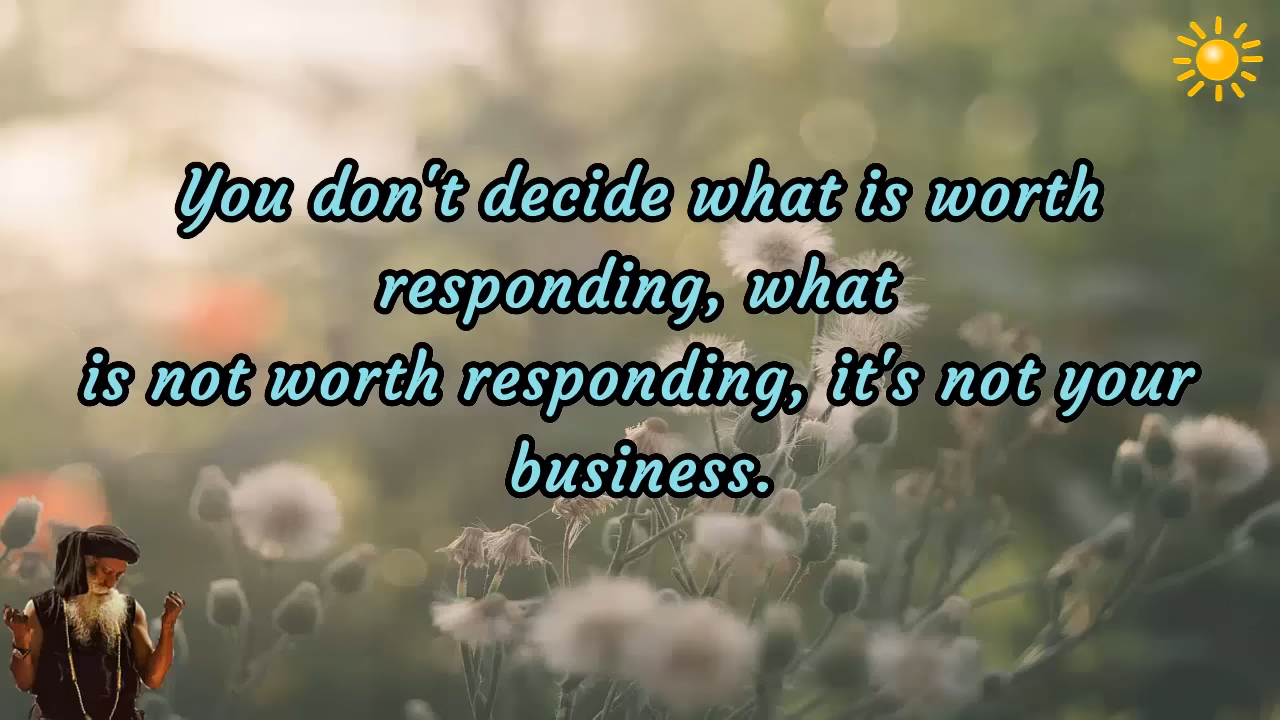 You don't decide what is worth
responding, what
is not worth responding, it's not your
business.